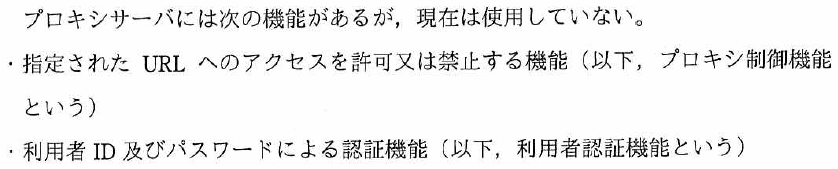 プロキシサーバには次の機能があるが，現在は使用していない。
・指定された URL へのアクセスを許可又は禁止する機能（以下，プロキシ制御機能
という）
・利用者 ID 及びパスワードによる認証機能（以下，利用者認証機能という）